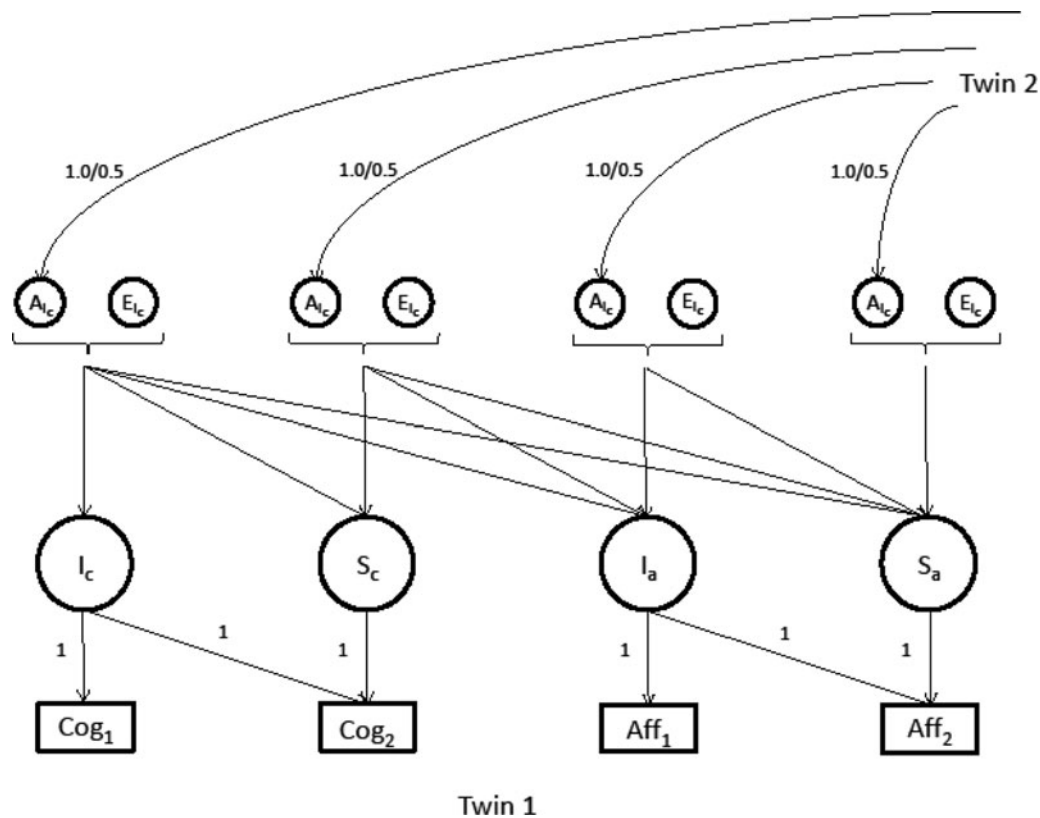 Twin 2
1.0/0.5 1.0/0.5 1.0/0.5 1.0/0.5
A_Ic E_Ic A_Ic E_Ic A_Ic E_Ic A_Ic E_Ic
I_c S_c I_a S_a
1 1 1 1 1 1
Cog_1 Cog_2 Aff_1 Aff_2
Twin 1